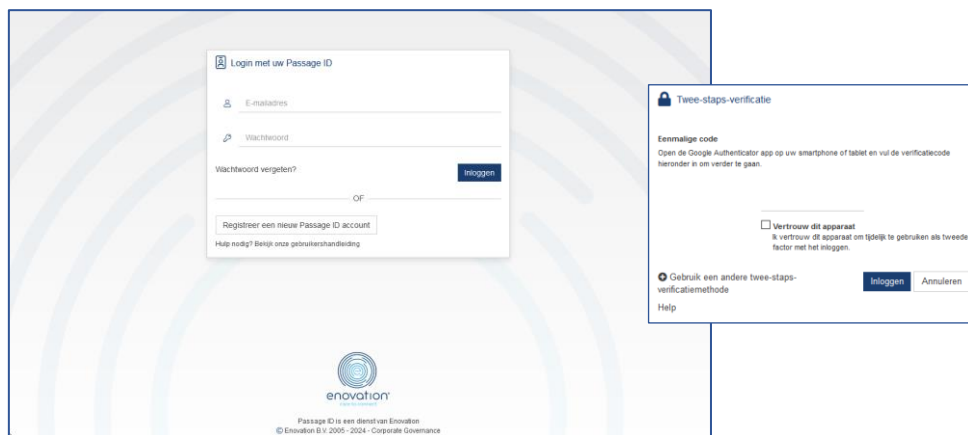 Login met uw Passage ID
E-mailadres
Wachtwoord
Wachtwoord vergeten?
Inloggen
OF
Registreer een nieuw Passage ID account
Hulp nodig? Bekijk onze gebruikershandleiding
enovation
Passage ID is een dienst van Enovation
© Enovation B.V. 2005 - 2024 - Corporate Governance
Twee-staps-verificatie
Eenmalige code
Open de Google Authenticator app op uw smartphone of tablet en vul de verificatiecode
hieronder in om verder te gaan.
Vertrouw dit apparaat
Ik vertrouw dit apparaat om tijdelijk te gebruiken als tweede
factor met het inloggen.
Gebruik een andere twee-staps-
verificatiemethode
Inloggen
Annuleren
Help